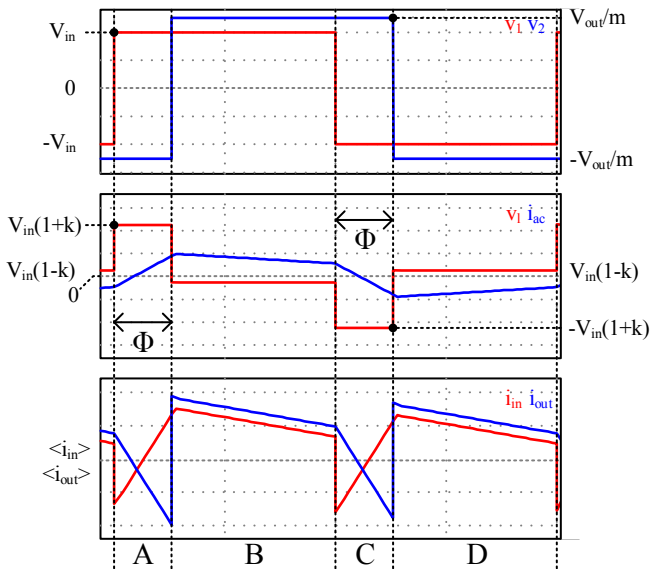 V_in
v_1 v_2
V_out/m
0
-V_in
-V_out/m
V_in(1+k)
v_l i_ac
Φ
V_in(1-k)
V_in(1-k)
0
-V_in(1+k)
Φ
i_in i_out
<i_in>
<i_out>
A B C D